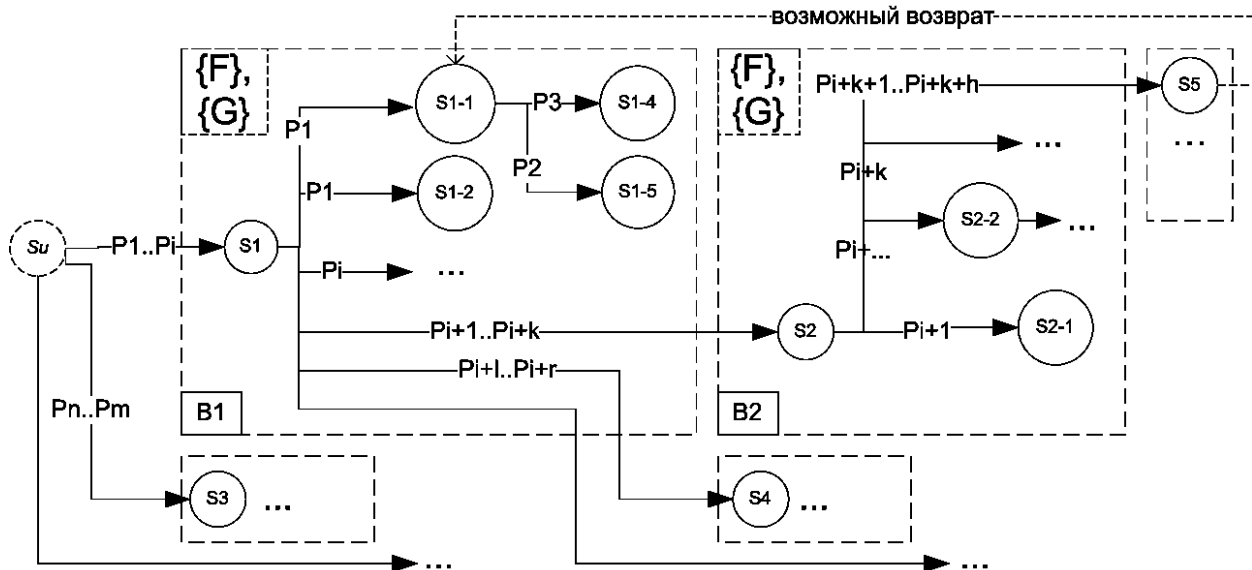 возможный возврат
{F},
{G}
S1-1
P3
S1-4
{F},
{G}
Pi+k+1..Pi+k+h
S5
P1
P2
...
...
Pi+k
P1
S1-2
S1-5
S2-2
...
Su
P1..Pi
S1
Pi+...
Pi
...
Pi+1..Pi+k
S2
Pi+1
S2-1
Pi+l..Pi+r
Pn..Pm
B1
B2
S3
...
S4
...
...
...